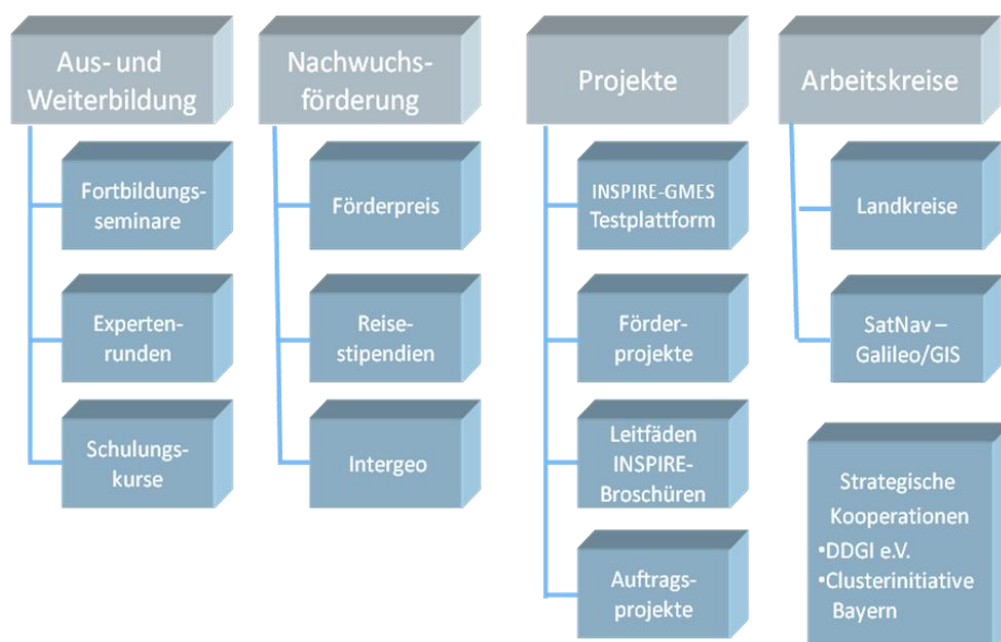 Aus- und
Weiterbildung
Fortbildungs-
seminare
Experten-
runden
Schulungs-
kurse
Nachwuchs-
förderung
Förderpreis
Reise-
stipendien
Intergeo
Projekte
INSPIRE-GMES
Testplattform
Förder-
projekte
Leitfäden
INSPIRE-
Broschüren
Auftrags-
projekte
Arbeitskreise
Landkreise
SatNav –
Galileo/GIS
Strategische
Kooperationen
•DDGI e.V.
•Clusterinitiative
Bayern